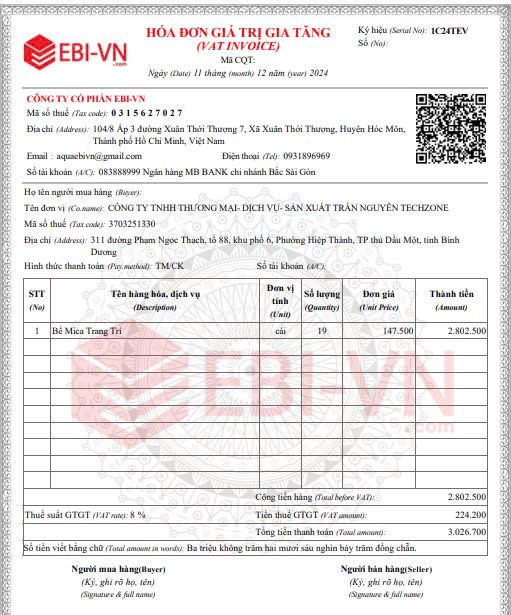 EBI-VN
.com
HÓA ĐƠN GIÁ TRỊ GIA TĂNG
(VAT INVOICE)
Mã CQT:
Ngày (Date) 11 tháng (month) 12 năm (year) 2024
Ký hiệu (Serial No): 1C24TEV
Số (No):
CÔNG TY CỔ PHẦN EBI-VN
Mã số thuế (Tax code): 0315627027
Địa chỉ (Address): 104/8 Ấp 3 đường Xuân Thới Thượng 7, Xã Xuân Thới Thượng, Huyện Hóc Môn,
Thành phố Hồ Chí Minh, Việt Nam
Email : aquaebivn@gmail.com Điện thoại (Tel): 0931896969
Số tài khoản (A/C): 083888999 Ngân hàng MB BANK chi nhánh Bắc Sài Gòn
Họ tên người mua hàng (Buyer):
Tên đơn vị (Co.name): CÔNG TY TNHH THƯƠNG MẠI- DỊCH VỤ- SẢN XUẤT TRẦN NGUYÊN TECHZONE
Mã số thuế (Tax code): 3703251330
Địa chỉ (Address): 311 đường Phạm Ngọc Thạch, tổ 88, khu phố 6, Phường Hiệp Thành, TP thủ Dầu Một, tỉnh Bình
Dương
Hình thức thanh toán (Pay method): TM/CK Số tài khoản (A/C):
STT (No) Tên hàng hóa, dịch vụ (Description) Đơn vị tính (Unit) Số lượng (Quantity) Đơn giá (Unit Price) Thành tiền (Amount)
1 Bể Mica Trang Trí cái 19 147.500 2.802.500
EBI-VN
.com
Cộng tiền hàng (Total before VAT): 2.802.500
Thuế suất GTGT (VAT rate): 8 % Tiền thuế GTGT (VAT amount): 224.200
Tổng tiền thanh toán (Total amount): 3.026.700
Số tiền viết bằng chữ (Total amount in words): Ba triệu không trăm hai mươi sáu nghìn bảy trăm đồng chẵn.
Người mua hàng(Buyer) Người bán hàng(Seller)
(Ký, ghi rõ họ, tên) (Ký, ghi rõ họ, tên)
(Signature & full name) (Signature & full name)